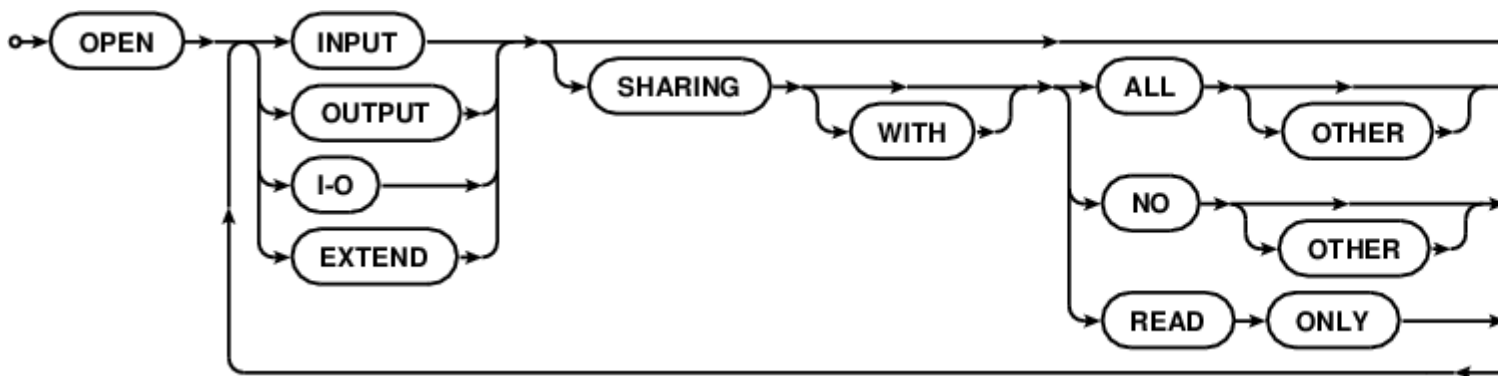 OPEN INPUT
SHARING ALL
OUTPUT WITH OTHER
I-O NO
EXTEND OTHER
READ ONLY